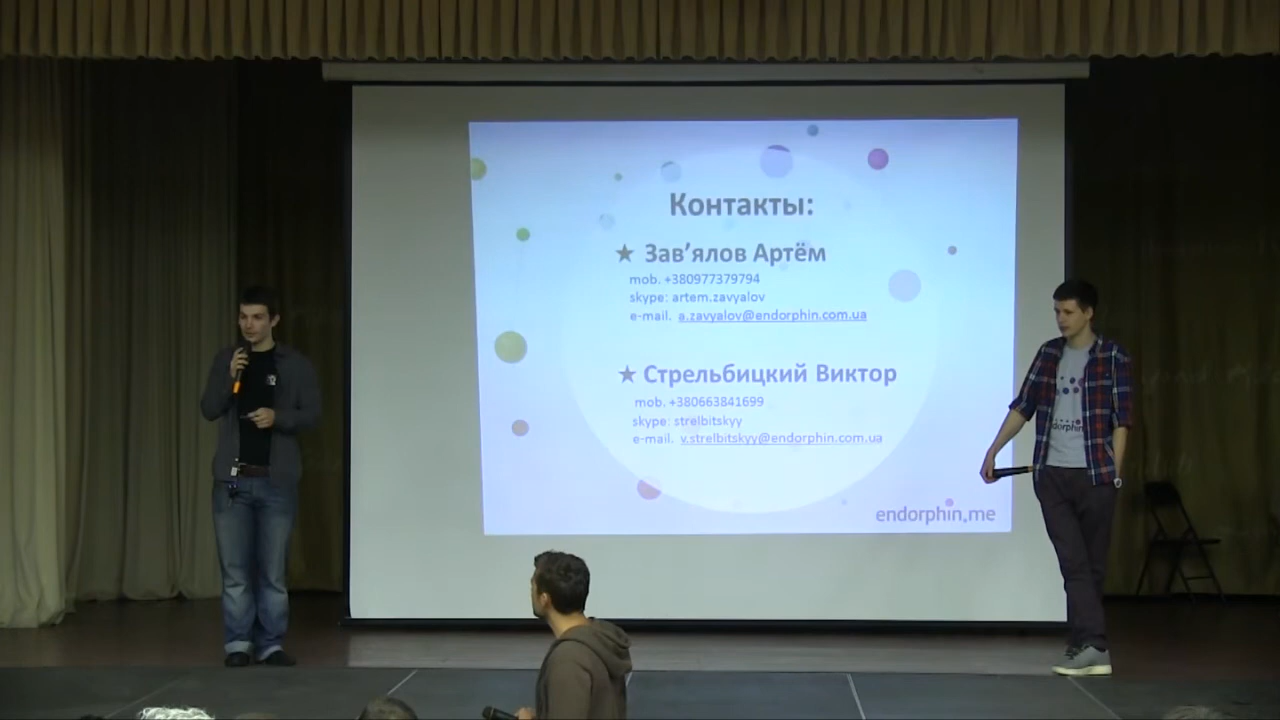 Контакты:
★ Зав’ялов Артём
mob. +380977379794
skype: artem.zavyalov
e-mail. a.zavyalov@endorphin.com.ua
★ Стрельбицкий Виктор
mob. +380663841699
skype: strelbitskyy
e-mail. v.strelbitskyy@endorphin.com.ua
endorphin.me